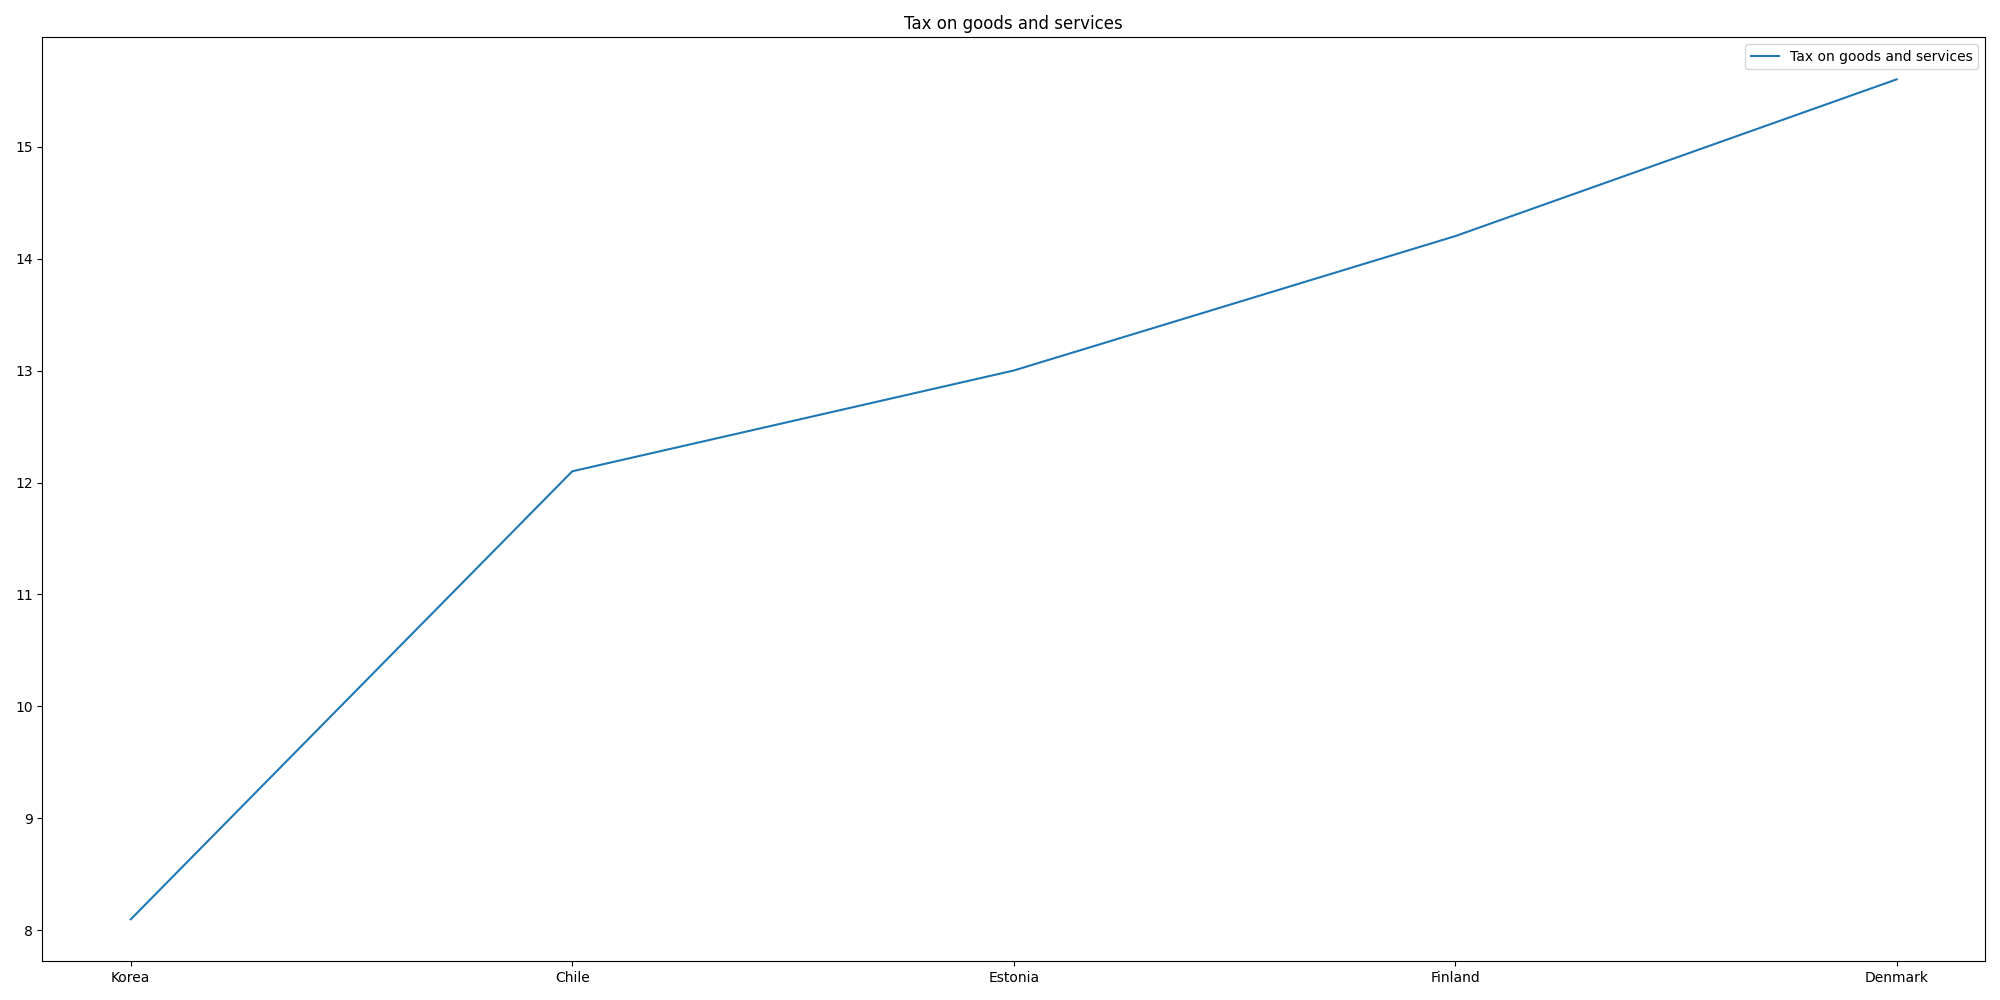 Tax on goods and services
Tax on goods and services
15
14
13
12
11
10
9
8
Korea Chile Estonia Finland Denmark